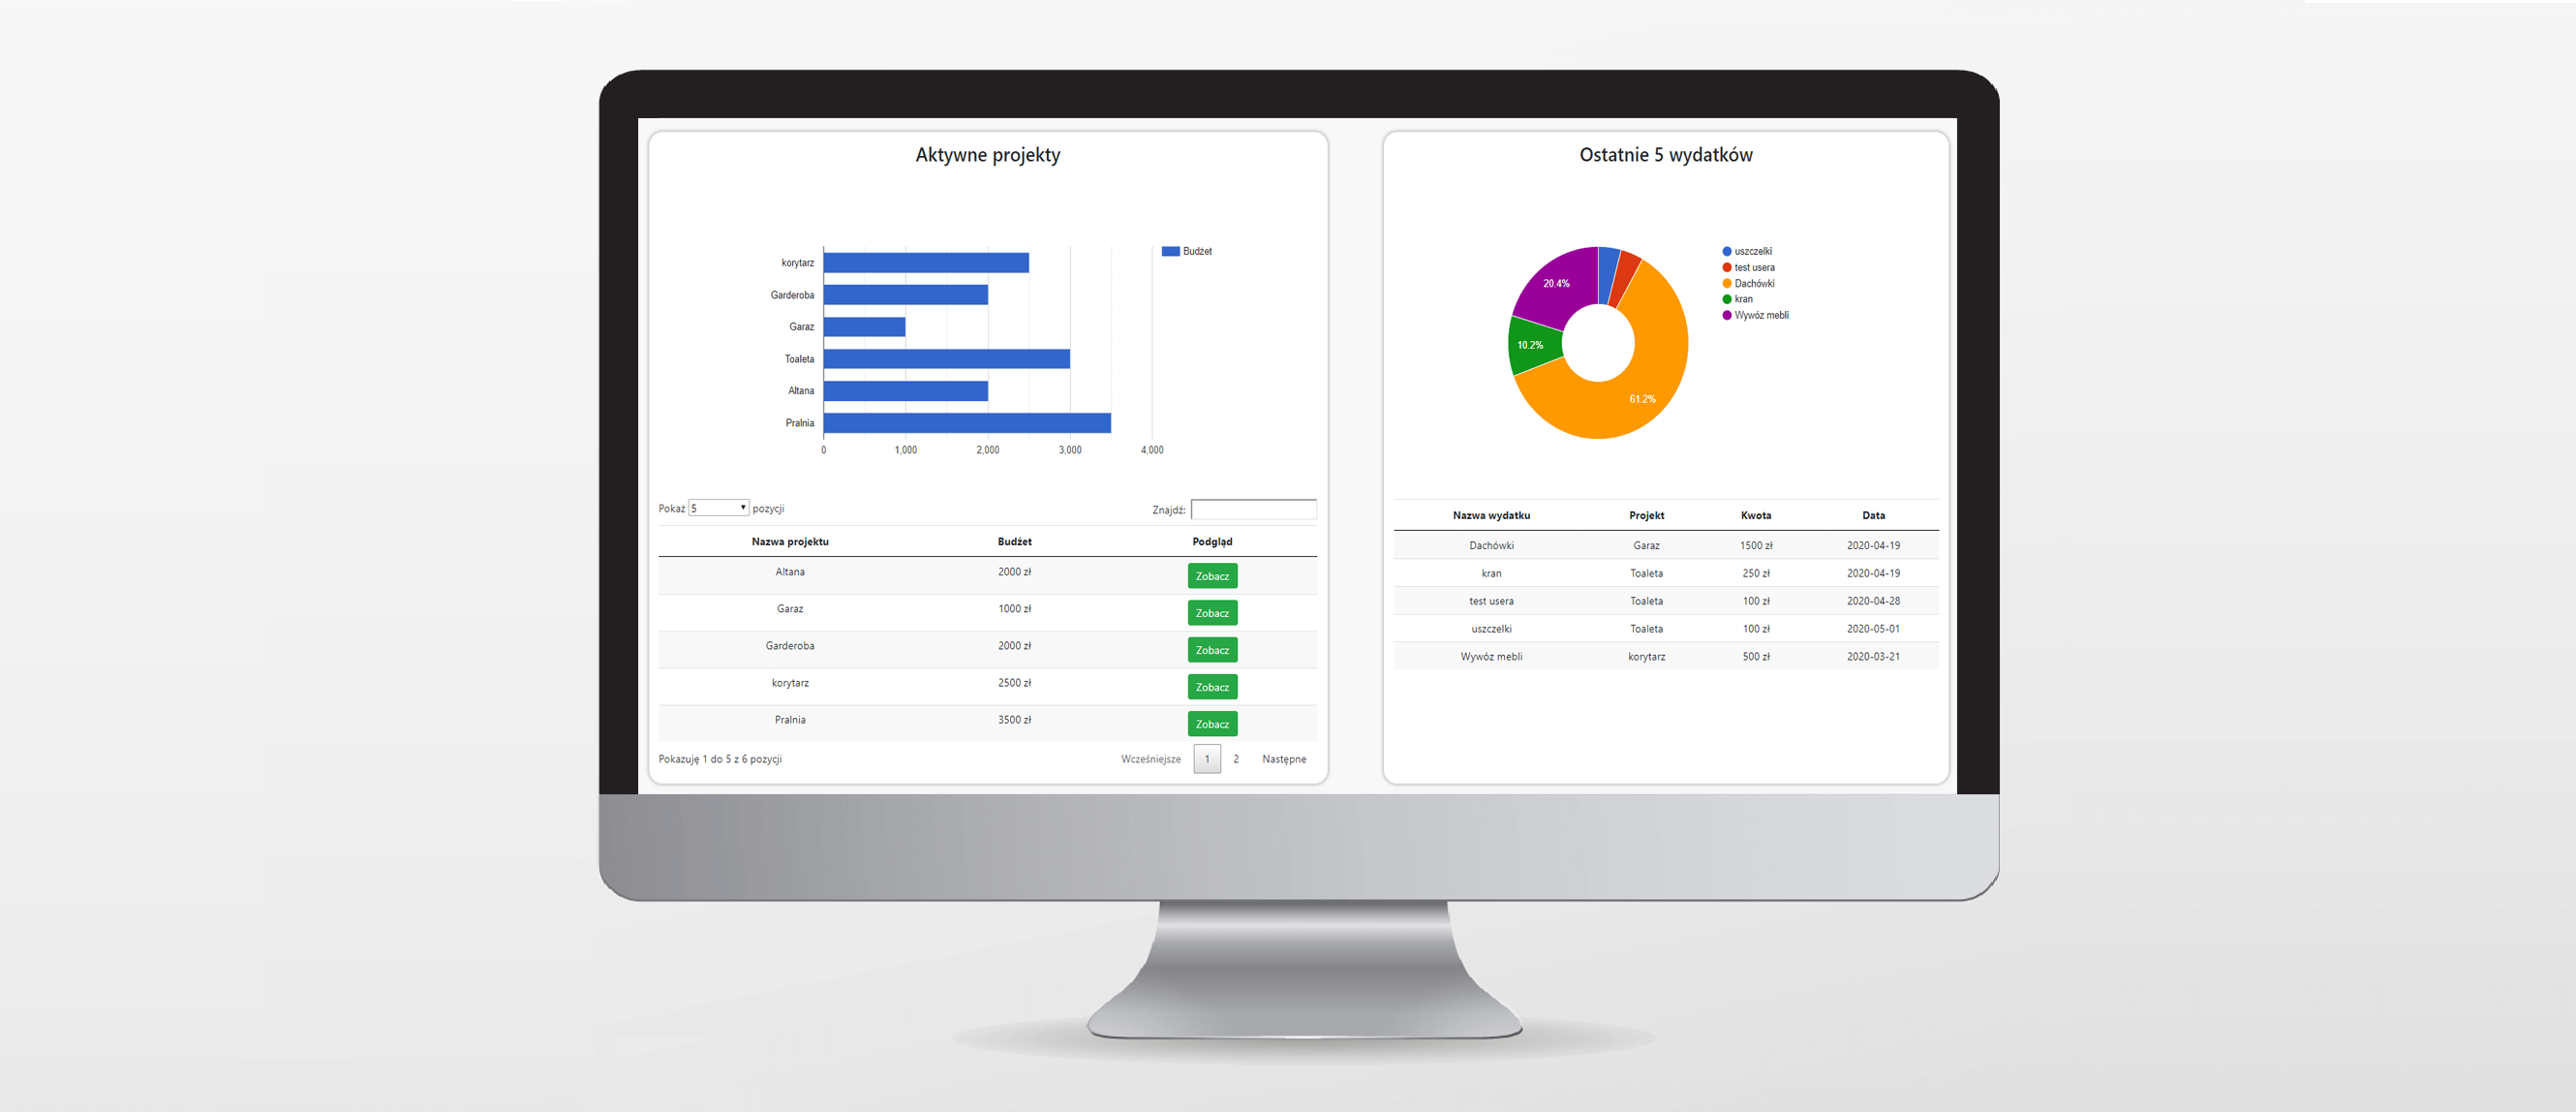 Aktywne projekty
Budżet
korytarz
Garderoba
Garaz
Toaleta
Altana
Pralnia
0 1,000 2,000 3,000 4,000
Pokaż 5 pozycji
Znajdź:
Nazwa projektu Budżet Podgląd
Altana 2000 zł Zobacz
Garaz 1000 zł Zobacz
Garderoba 2000 zł Zobacz
korytarz 2500 zł Zobacz
Pralnia 3500 zł Zobacz
Pokazuję 1 do 5 z 6 pozycji
Wcześniejsze 1 2 Następne
Ostatnie 5 wydatków
20.4%
10.2%
61.2%
uszczelki
test usera
Dachówki
kran
Wywóz mebli
Nazwa wydatku Projekt Kwota Data
Dachówki Garaz 1500 zł 2020-04-19
kran Toaleta 250 zł 2020-04-19
test usera Toaleta 100 zł 2020-04-28
uszczelki Toaleta 100 zł 2020-05-01
Wywóz mebli korytarz 500 zł 2020-03-21